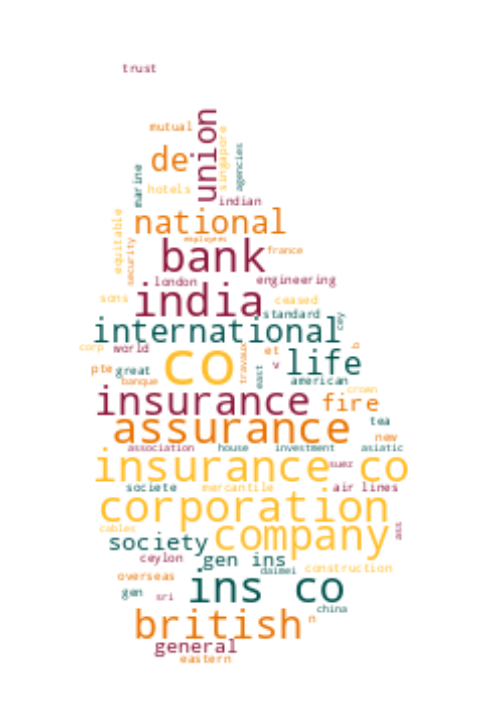 trust
union
mutual
singapore
de
agencies
marine
hotels
indian
equitable
national
employees
security
bank
france
london
engineering
sons
india
ceased
standard
cey
international
corp
world
travaux
et
b
co
v
life
pte
great
east
banque
american
crown
insurance
fire
assurance
tea
new
association
house
investment
asiatic
insurance co
suez
societe
mercantile
air lines
corporation
cables
company
ass
society
ceylon
gen ins
daimei
construction
overseas
ins co
gen
sri
china
british
n
general
eastern